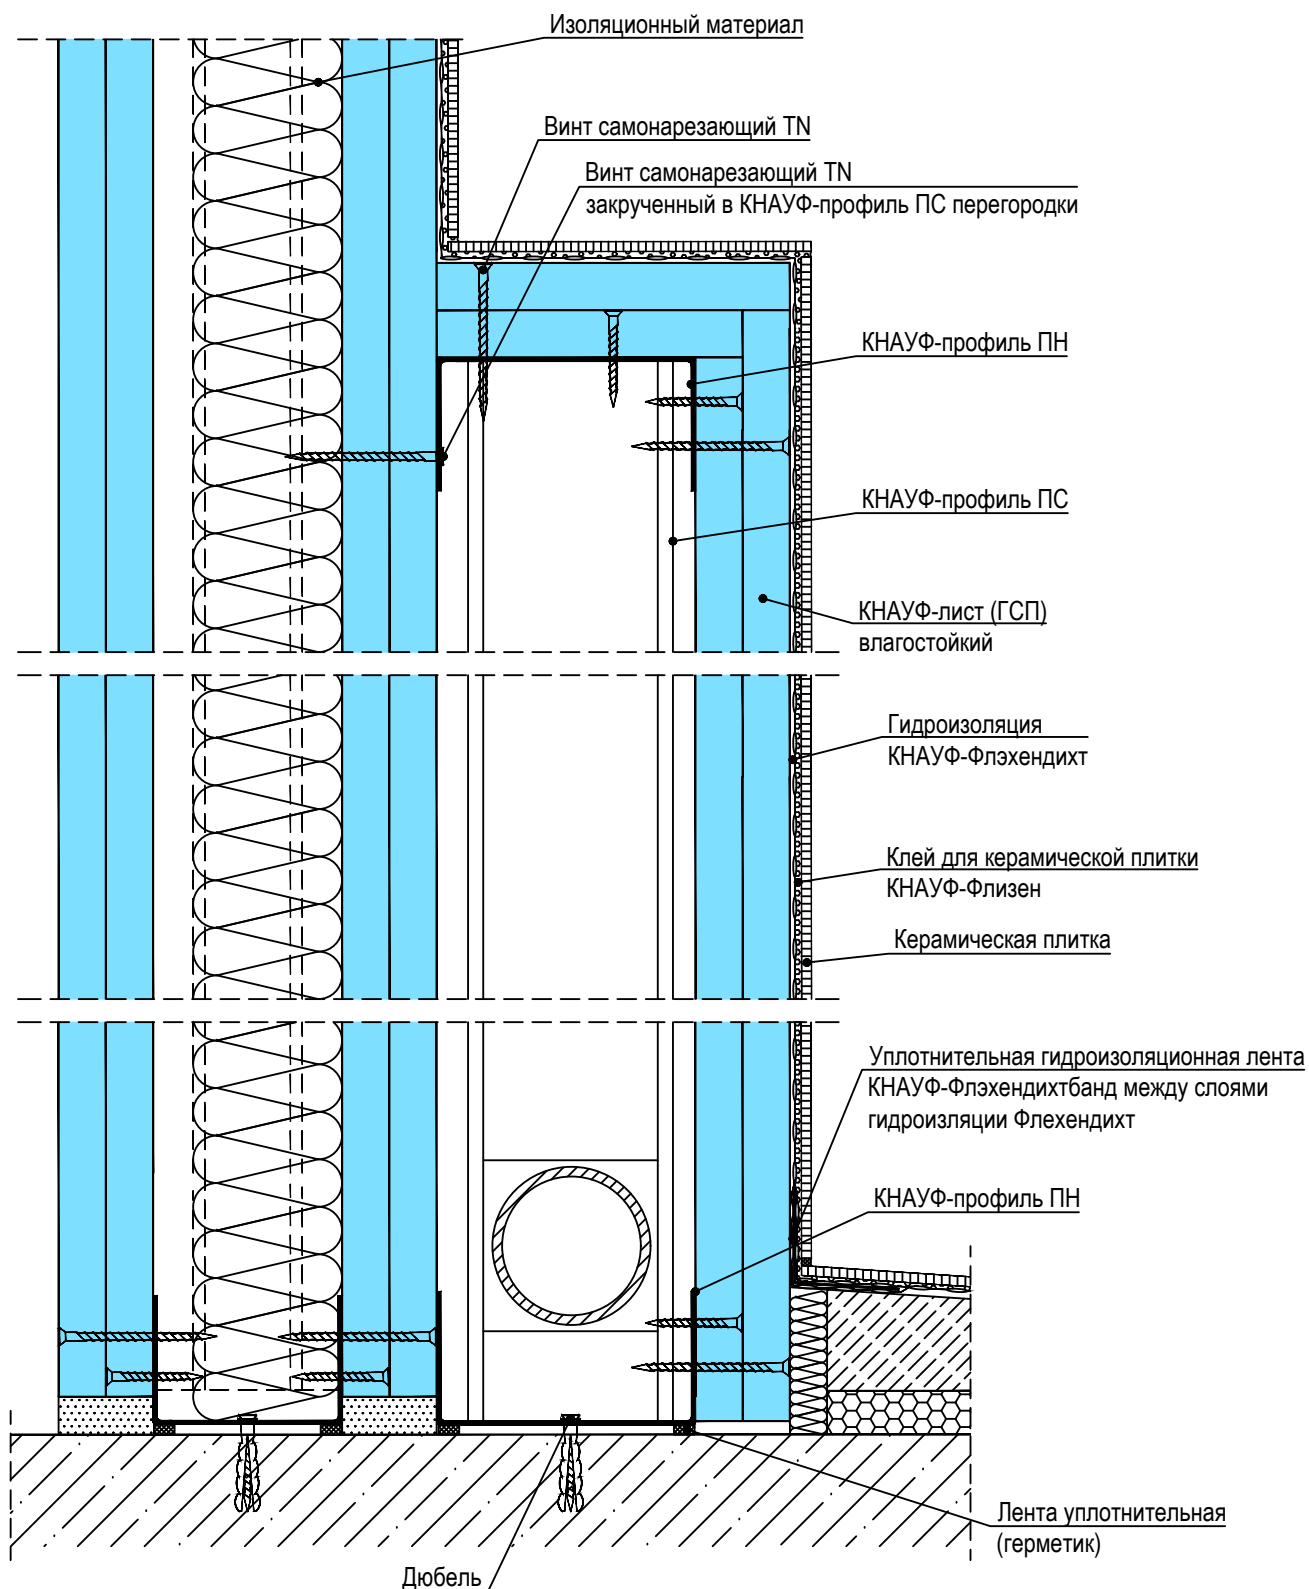 Изоляционный материал
Винт самонарезающий TN
Винт самонарезающий TN
закрученный в КНАУФ-профиль ПС перегородки
КНАУФ-профиль ПН
КНАУФ-профиль ПС
КНАУФ-лист (ГСП)
влагостойкий
Гидроизоляция
КНАУФ-Флэхендихт
Клей для керамической плитки
КНАУФ-Флизен
Керамическая плитка
Уплотнительная гидроизоляционная лента
КНАУФ-Флэхендихтбанд между слоями
гидроизляции Флехендихт
КНАУФ-профиль ПН
Лента уплотнительная
(герметик)
Дюбель